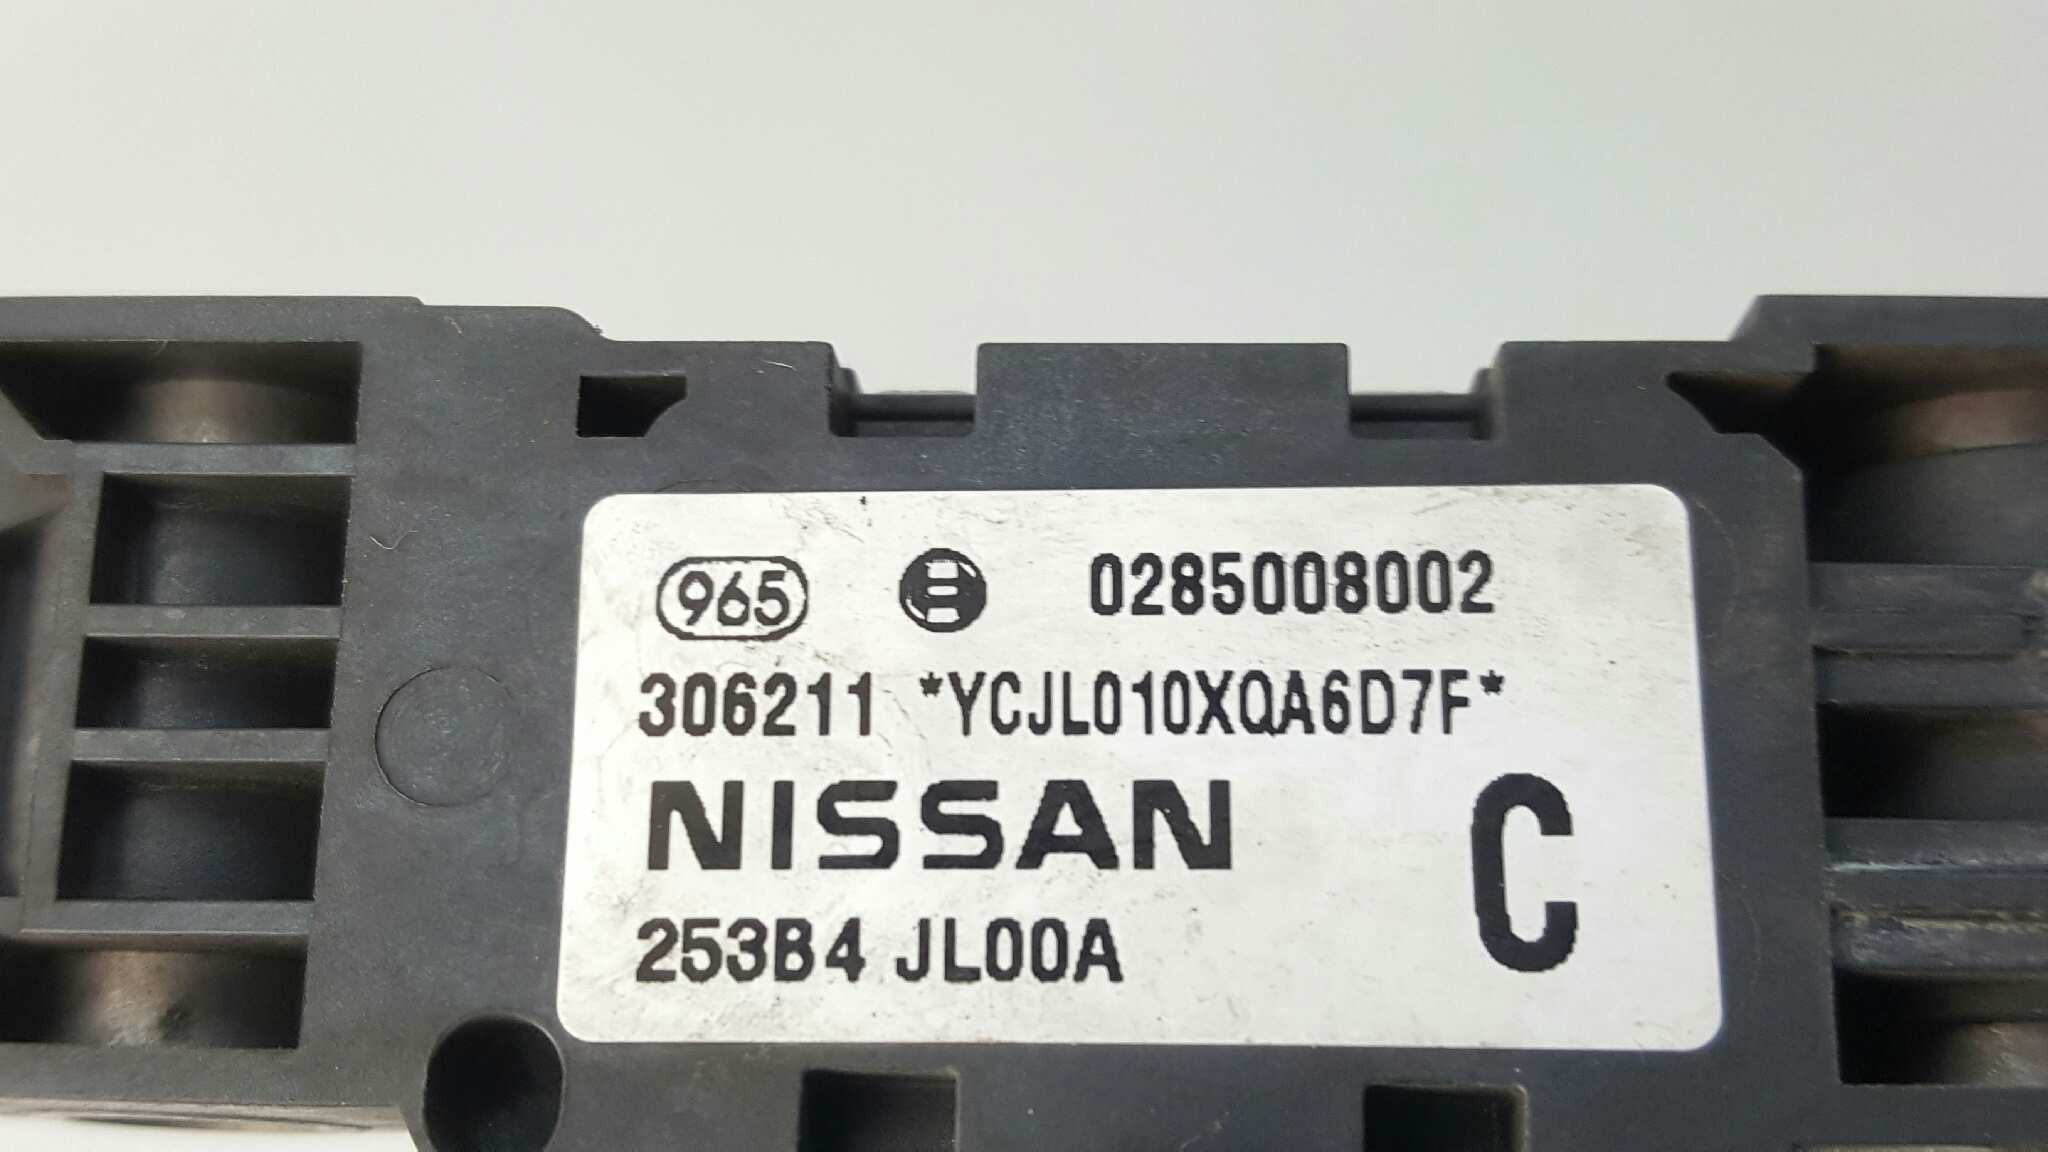 965 0285008002
306211 *YCJL010XQA6D7F*
NISSAN C
253B4 JL00A